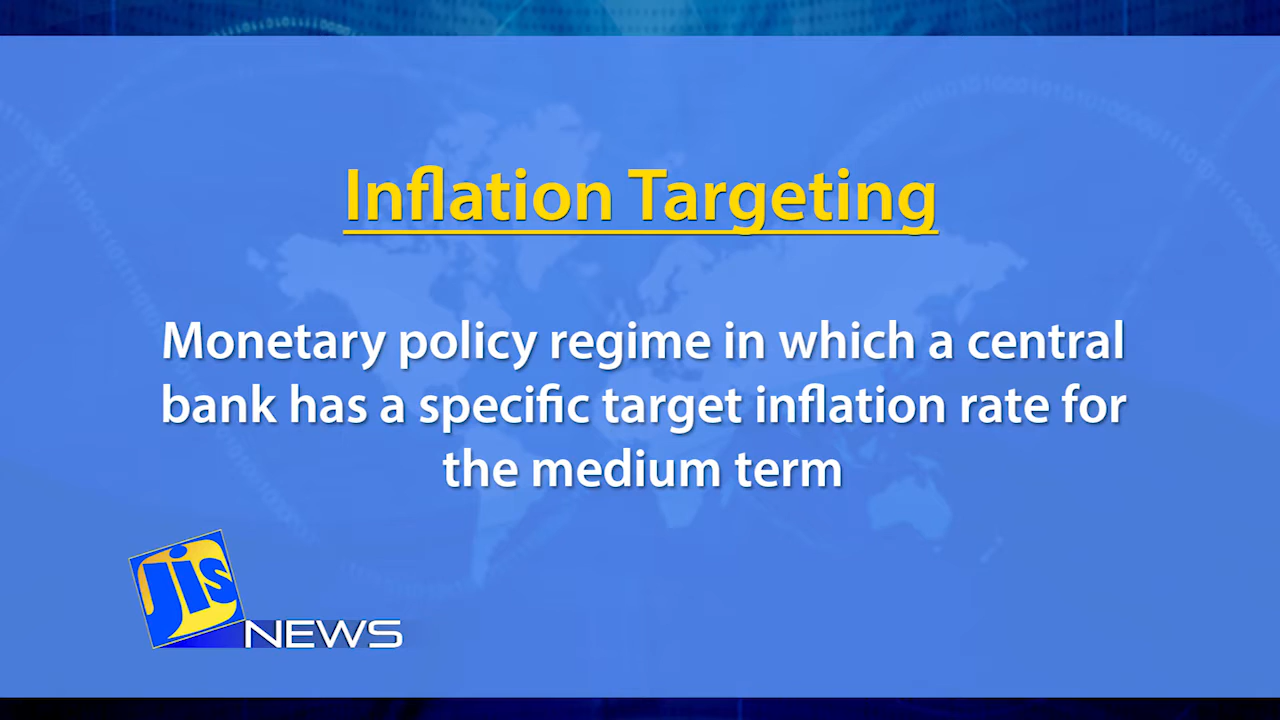 Inflation Targeting
Monetary policy regime in which a central
bank has a specific target inflation rate for
the medium term
jis
NEWS